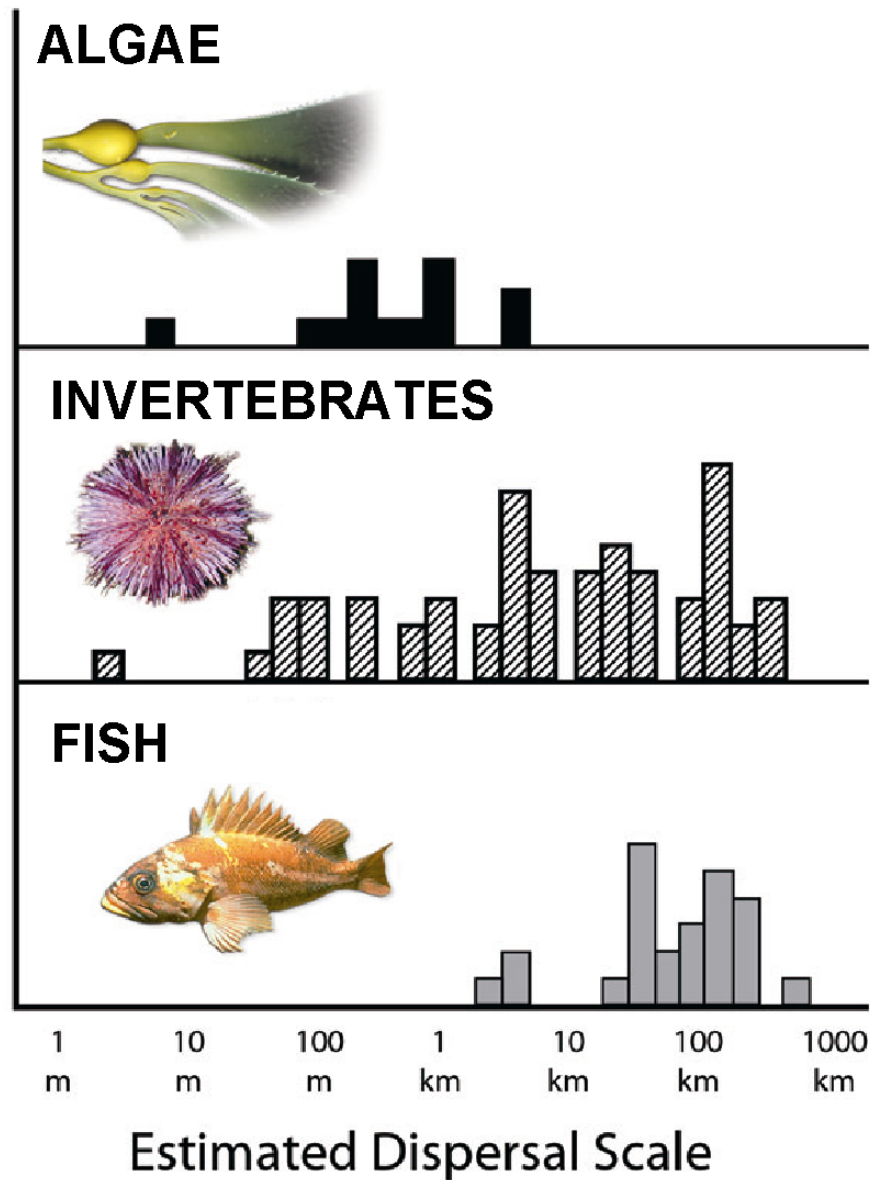 ALGAE
INVERTEBRATES
FISH
1 10 100 1 10 100 1000
m m m km km km km
Estimated Dispersal Scale